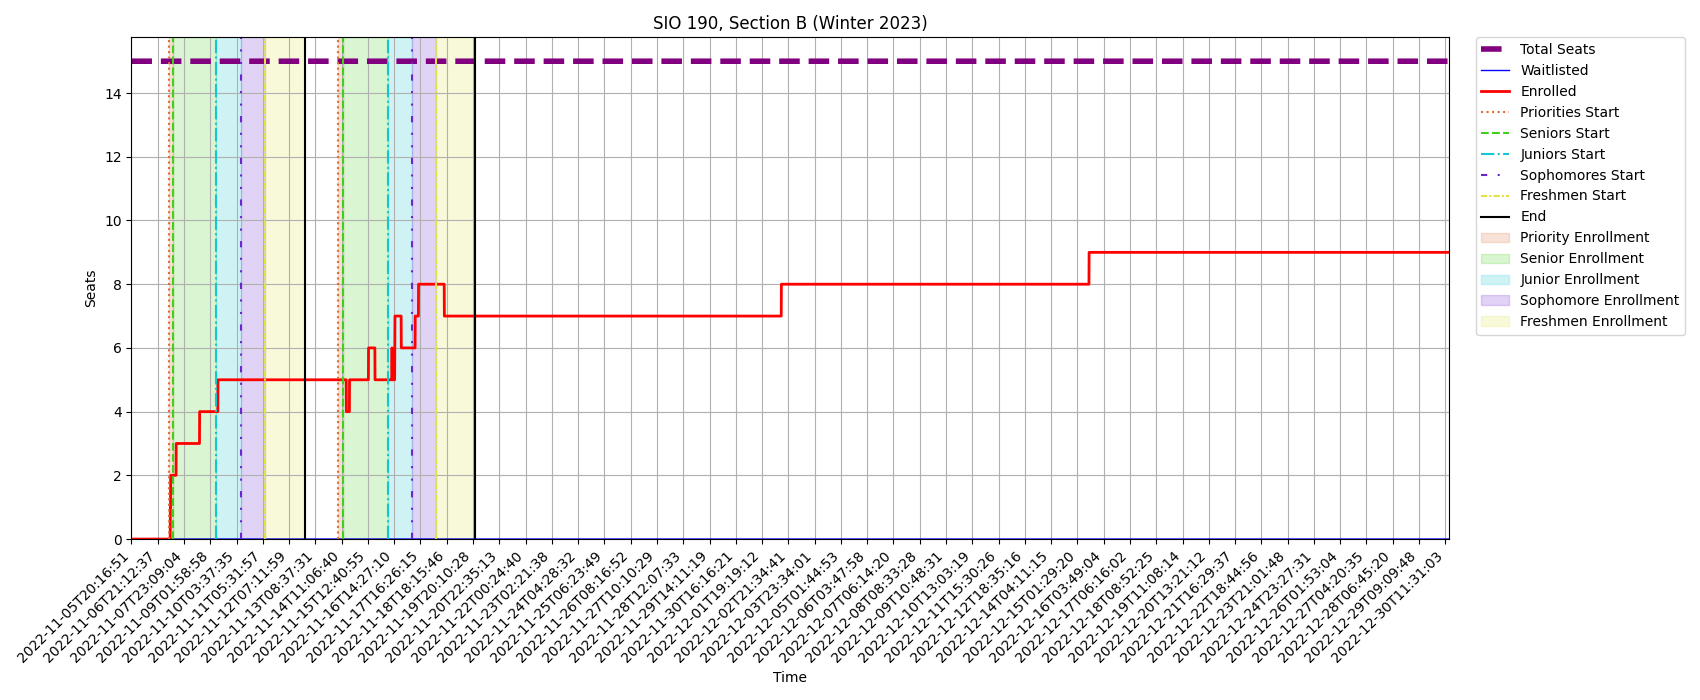 SIO 190, Section B (Winter 2023)
Seats
14
12
10
8
6
4
2
0
2022-11-05T20:16:51
2022-11-06T21:12:37
2022-11-07T23:09:04
2022-11-09T01:58:58
2022-11-10T03:37:35
2022-11-11T05:31:57
2022-11-12T07:11:59
2022-11-13T08:37:31
2022-11-14T11:06:40
2022-11-15T12:40:55
2022-11-16T14:27:10
2022-11-17T16:26:15
2022-11-18T18:15:46
2022-11-19T20:10:28
2022-11-20T22:35:13
2022-11-22T00:24:40
2022-11-23T02:21:38
2022-11-24T04:28:32
2022-11-25T06:23:49
2022-11-26T08:16:52
2022-11-27T10:10:29
2022-11-28T12:07:33
2022-11-29T14:11:19
2022-11-30T16:16:21
2022-12-01T19:19:12
2022-12-02T21:34:41
2022-12-03T23:34:01
2022-12-05T01:44:53
2022-12-06T03:47:58
2022-12-07T06:14:20
2022-12-08T08:33:28
2022-12-09T10:48:31
2022-12-10T13:03:19
2022-12-11T15:30:26
2022-12-12T18:35:16
2022-12-14T04:11:15
2022-12-15T01:29:20
2022-12-16T03:49:04
2022-12-17T06:16:02
2022-12-18T08:52:25
2022-12-19T11:08:14
2022-12-20T13:21:12
2022-12-21T16:29:37
2022-12-22T18:44:56
2022-12-23T21:01:48
2022-12-24T23:27:31
2022-12-26T01:53:04
2022-12-27T04:20:35
2022-12-28T06:45:20
2022-12-29T09:09:48
2022-12-30T11:31:03
Time
Total Seats
Waitlisted
Enrolled
Priorities Start
Seniors Start
Juniors Start
Sophomores Start
Freshmen Start
End
Priority Enrollment
Senior Enrollment
Junior Enrollment
Sophomore Enrollment
Freshmen Enrollment